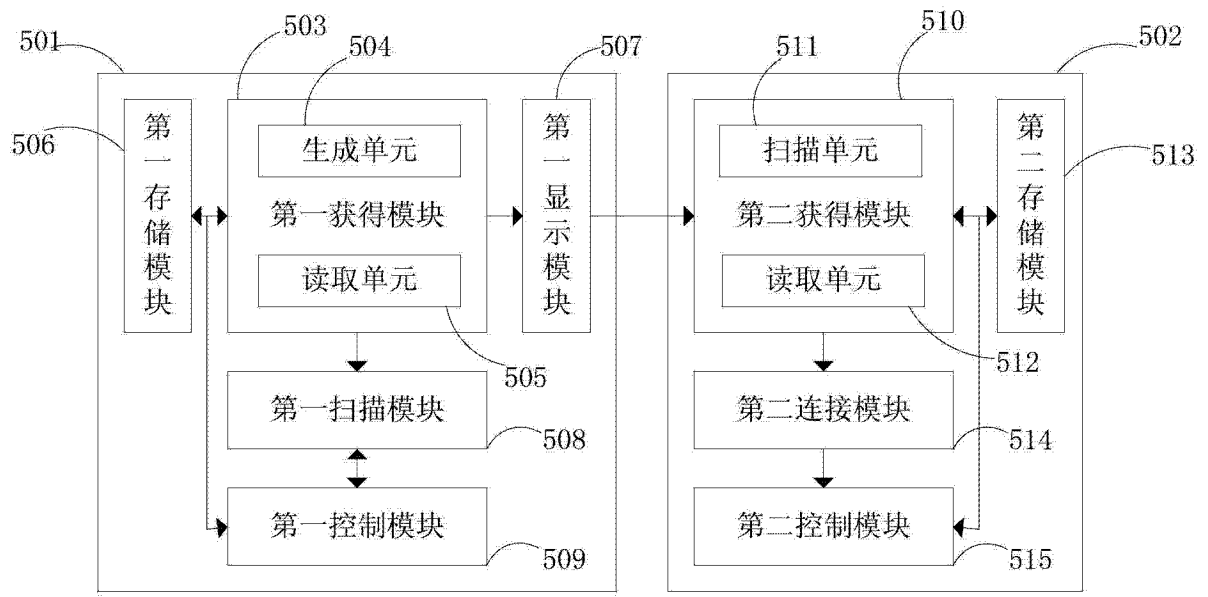 501
503
504
507
511
510
502
506
第一存储模块
生成单元
第一获得模块
读取单元
第一显示模块
扫描单元
第二获得模块
读取单元
第二存储模块
513
505
512
第一扫描模块
508
第二连接模块
514
第一控制模块
509
第二控制模块
515